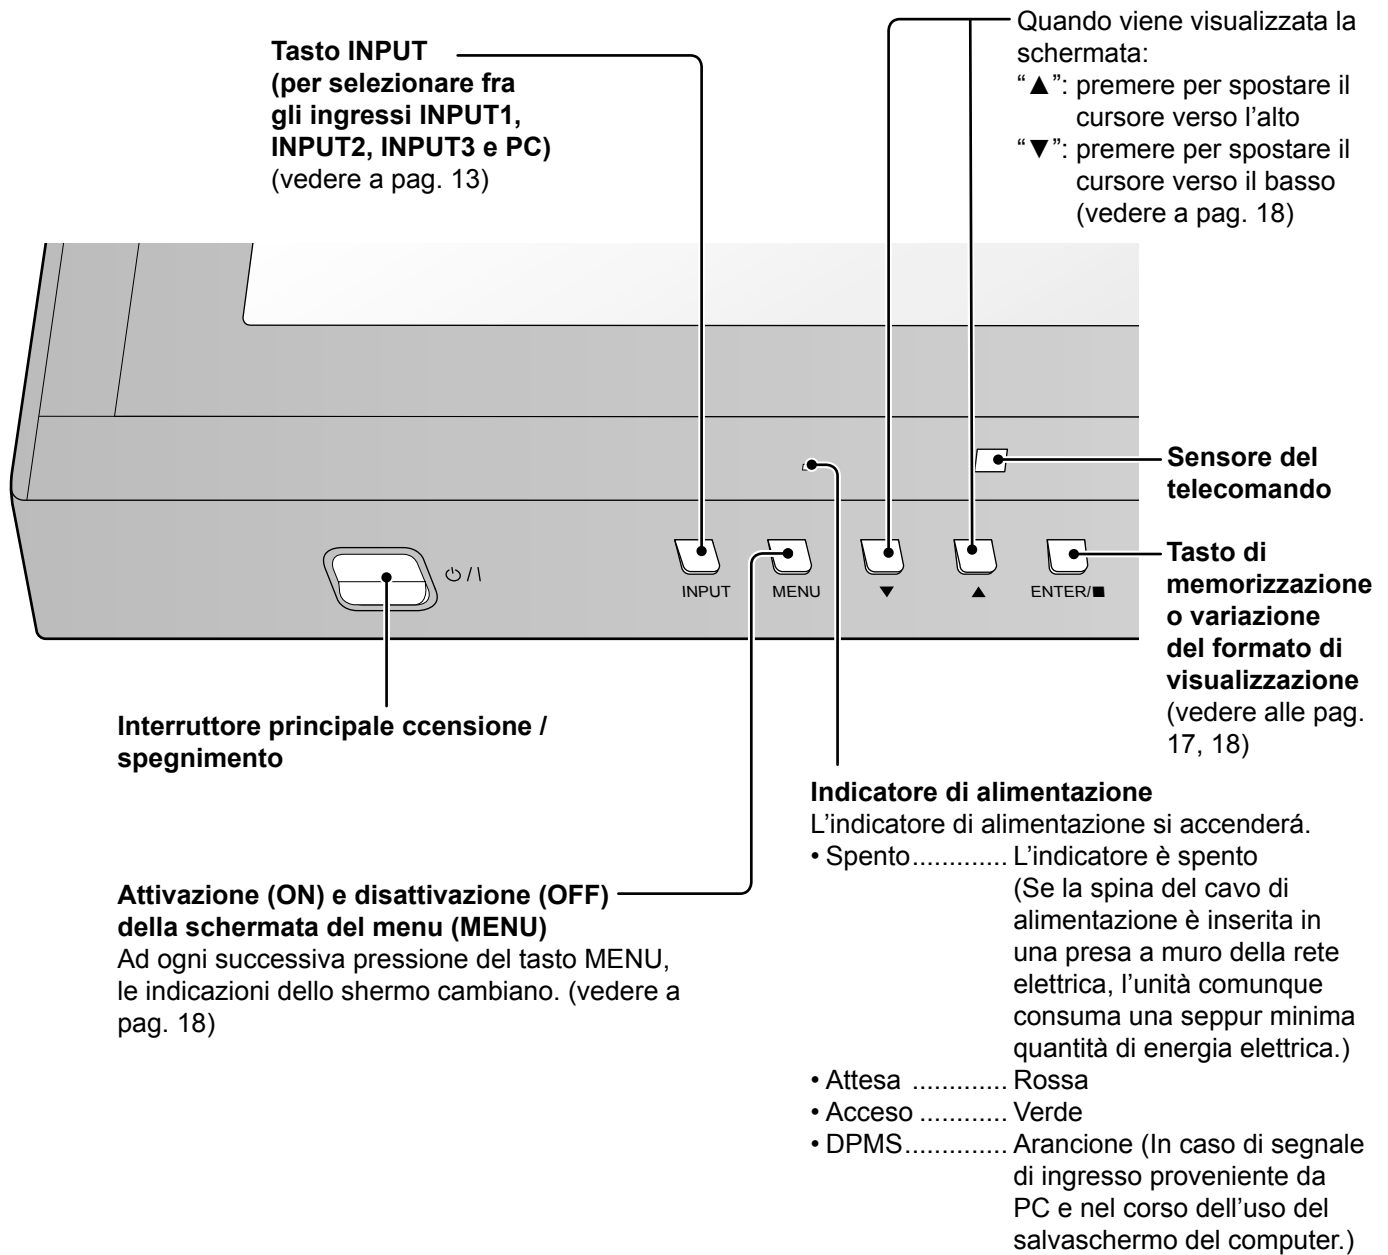 Tasto INPUT
(per selezionare fra
gli ingressi INPUT1,
INPUT2, INPUT3 e PC)
(vedere a pag. 13)
Quando viene visualizzata la
schermata:
“▲”: premere per spostare il
cursore verso l’alto
“▼”: premere per spostare il
cursore verso il basso
(vedere a pag. 18)
Sensore del
telecomando
⏻ / \
INPUT
MENU
▼
▲
ENTER/■
Tasto di
memorizzazione
o variazione
del formato di
visualizzazione
(vedere alle pag.
17, 18)
Interruttore principale ccensione /
spegnimento
Attivazione (ON) e disattivazione (OFF)
della schermata del menu (MENU)
Ad ogni successiva pressione del tasto MENU,
le indicazioni dello shermo cambiano. (vedere a
pag. 18)
Indicatore di alimentazione
L’indicatore di alimentazione si accenderá.
• Spento............. L’indicatore è spento
(Se la spina del cavo di
alimentazione è inserita in
una presa a muro della rete
elettrica, l’unità comunque
consuma una seppur minima
quantità di energia elettrica.)
• Attesa ............. Rossa
• Acceso ............ Verde
• DPMS.............. Arancione (In caso di segnale
di ingresso proveniente da
PC e nel corso dell’uso del
salvaschermo del computer.)